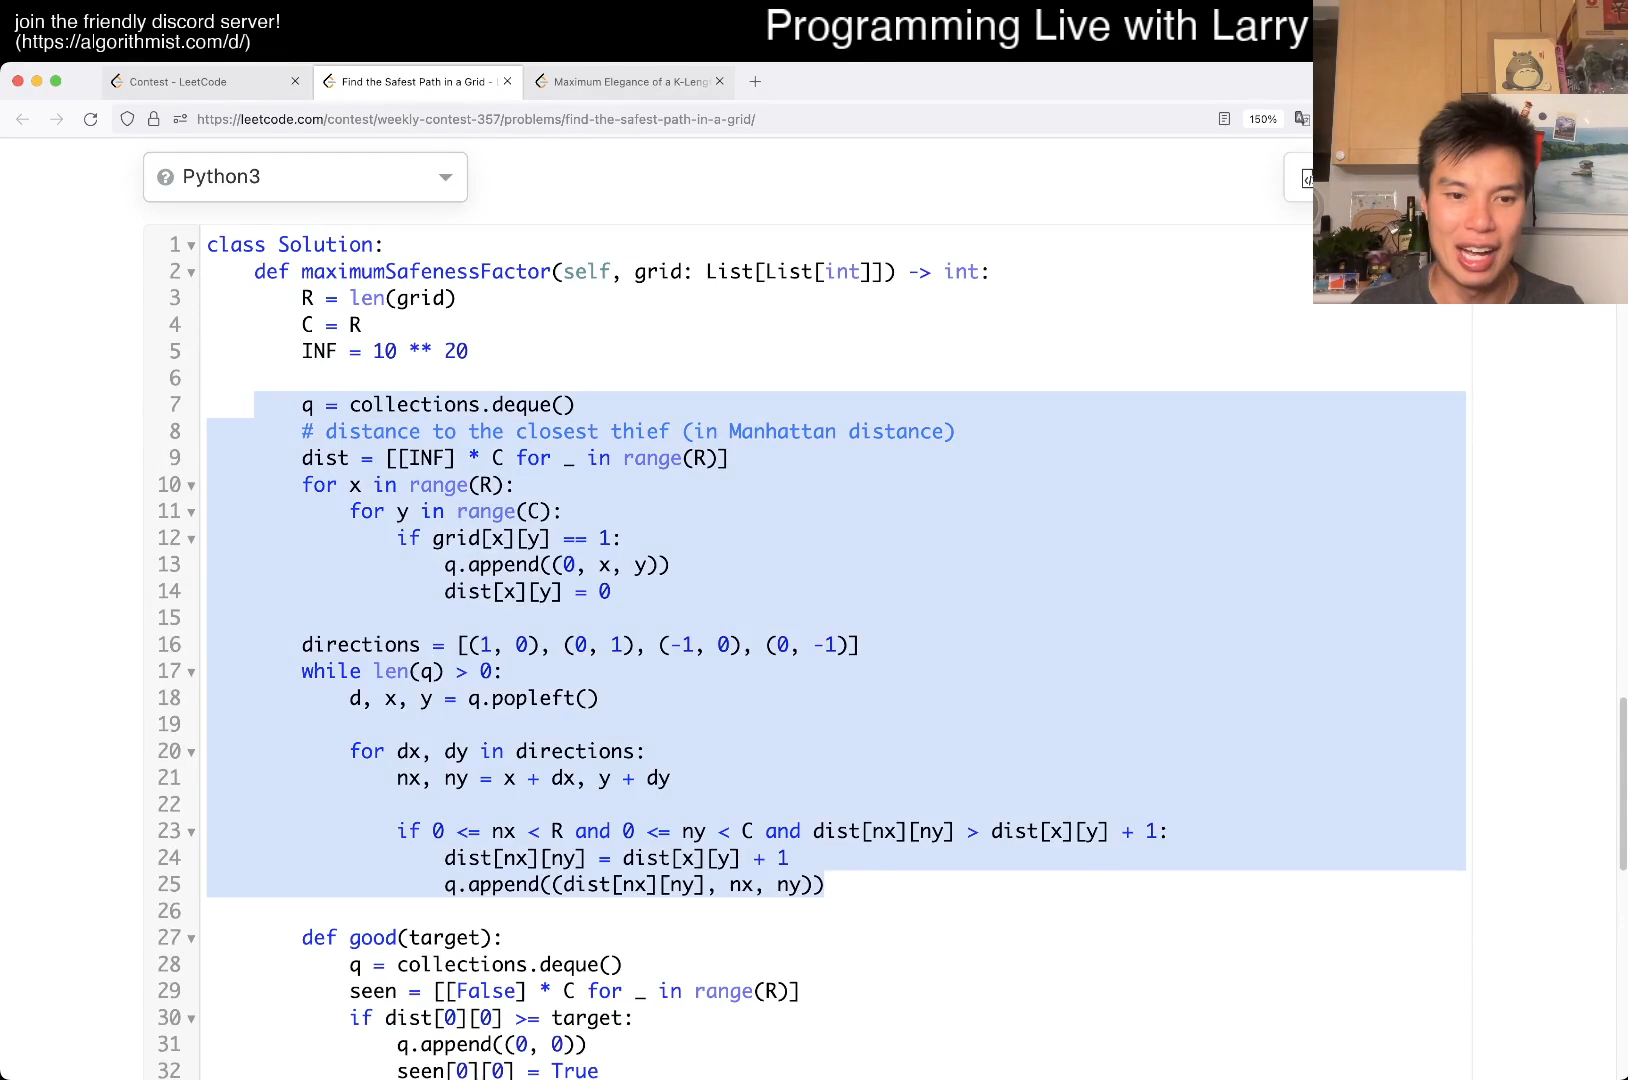 join the friendly discord server!
(https://algorithmist.com/d/)
Programming Live with Larry
Contest - LeetCode
Find the Safest Path in a Grid -
Maximum Elegance of a K-Leng
https://leetcode.com/contest/weekly-contest-357/problems/find-the-safest-path-in-a-grid/
150%
Python3
1 class Solution:
2     def maximumSafenessFactor(self, grid: List[List[int]]) -> int:
3         R = len(grid)
4         C = R
5         INF = 10 ** 20
6
7         q = collections.deque()
8         # distance to the closest thief (in Manhattan distance)
9         dist = [[INF] * C for _ in range(R)]
10         for x in range(R):
11             for y in range(C):
12                 if grid[x][y] == 1:
13                     q.append((0, x, y))
14                     dist[x][y] = 0
15
16         directions = [(1, 0), (0, 1), (-1, 0), (0, -1)]
17         while len(q) > 0:
18             d, x, y = q.popleft()
19
20             for dx, dy in directions:
21                 nx, ny = x + dx, y + dy
22
23                 if 0 <= nx < R and 0 <= ny < C and dist[nx][ny] > dist[x][y] + 1:
24                     dist[nx][ny] = dist[x][y] + 1
25                     q.append((dist[nx][ny], nx, ny))
26
27         def good(target):
28             q = collections.deque()
29             seen = [[False] * C for _ in range(R)]
30             if dist[0][0] >= target:
31                 q.append((0, 0))
32                 seen[0][0] = True